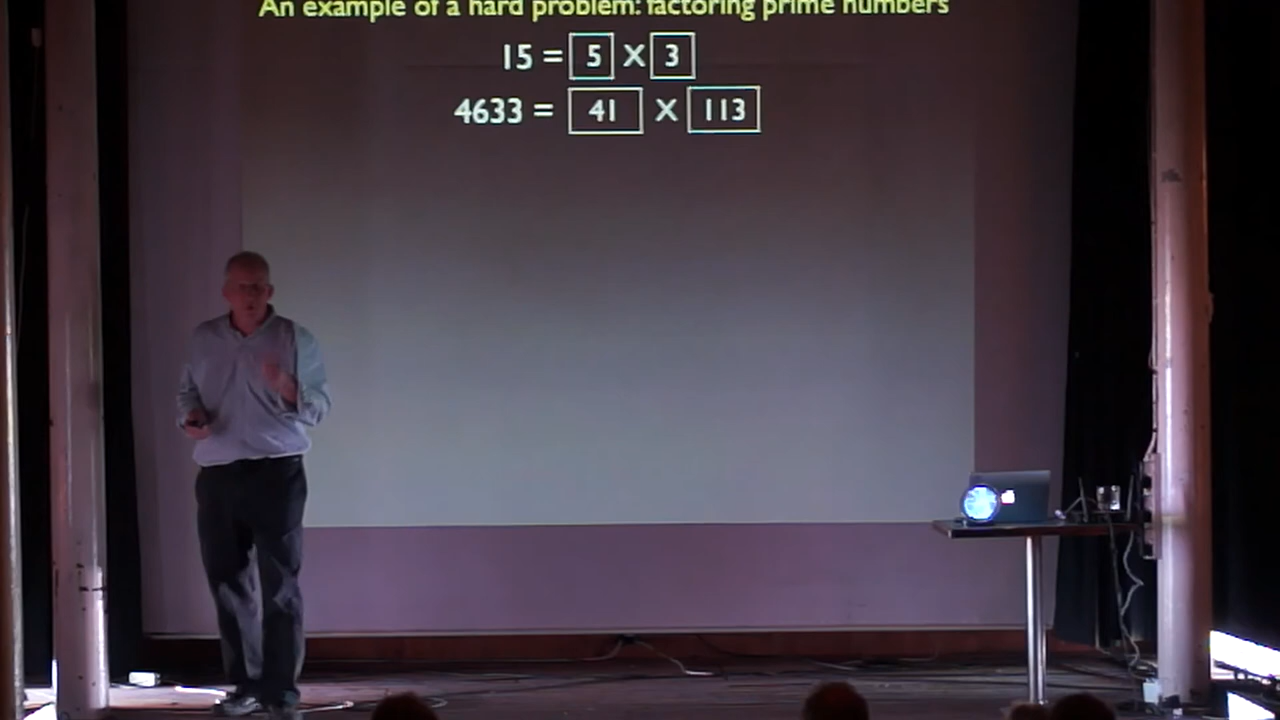 An example of a hard problem: factoring prime numbers
15 = 5 X 3
4633 = 41 X 113